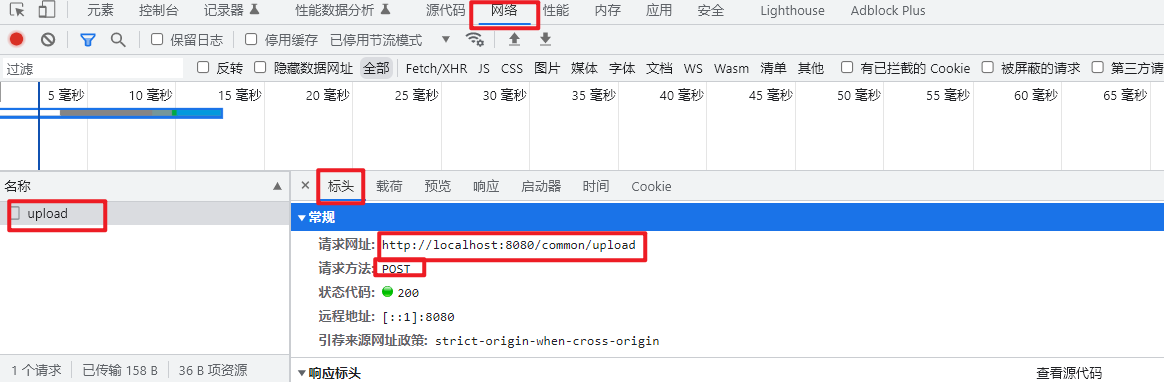 元素 控制台 记录器 性能数据分析 源代码 网络 性能 内存 应用 安全 Lighthouse Adblock Plus
保留日志 停用缓存 已停用节流模式
过滤 反转 隐藏数据网址 全部 Fetch/XHR JS CSS 图片 媒体 字体 文档 WS Wasm 清单 其他 有已拦截的 Cookie 被屏蔽的请求 第三方请
5 毫秒 10 毫秒 15 毫秒 20 毫秒 25 毫秒 30 毫秒 35 毫秒 40 毫秒 45 毫秒 50 毫秒 55 毫秒 60 毫秒 65 毫秒
名称 × 标头 载荷 预览 响应 启动器 时间 Cookie
upload
常规
请求网址: http://localhost:8080/common/upload
请求方法: POST
状态代码: 200
远程地址: [::1]:8080
引荐来源网址政策: strict-origin-when-cross-origin
1 个请求 已传输 158 B 36 B 项资源
响应标头 查看源代码